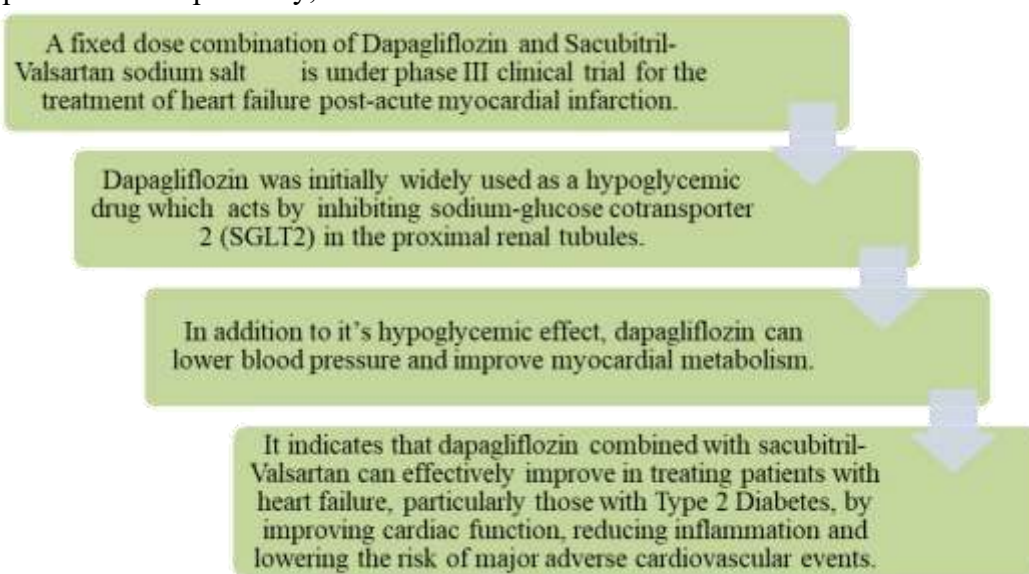 A fixed dose combination of Dapagliflozin and Sacubitril-
Valsartan sodium salt is under phase III clinical trial for the
treatment of heart failure post-acute myocardial infarction.
Dapagliflozin was initially widely used as a hypoglycemic
drug which acts by inhibiting sodium-glucose cotransporter
2 (SGLT2) in the proximal renal tubules.
In addition to it's hypoglycemic effect, dapagliflozin can
lower blood pressure and improve myocardial metabolism.
It indicates that dapagliflozin combined with sacubitril-
Valsartan can effectively improve in treating patients with
heart failure, particularly those with Type 2 Diabetes, by
improving cardiac function, reducing inflammation and
lowering the risk of major adverse cardiovascular events.